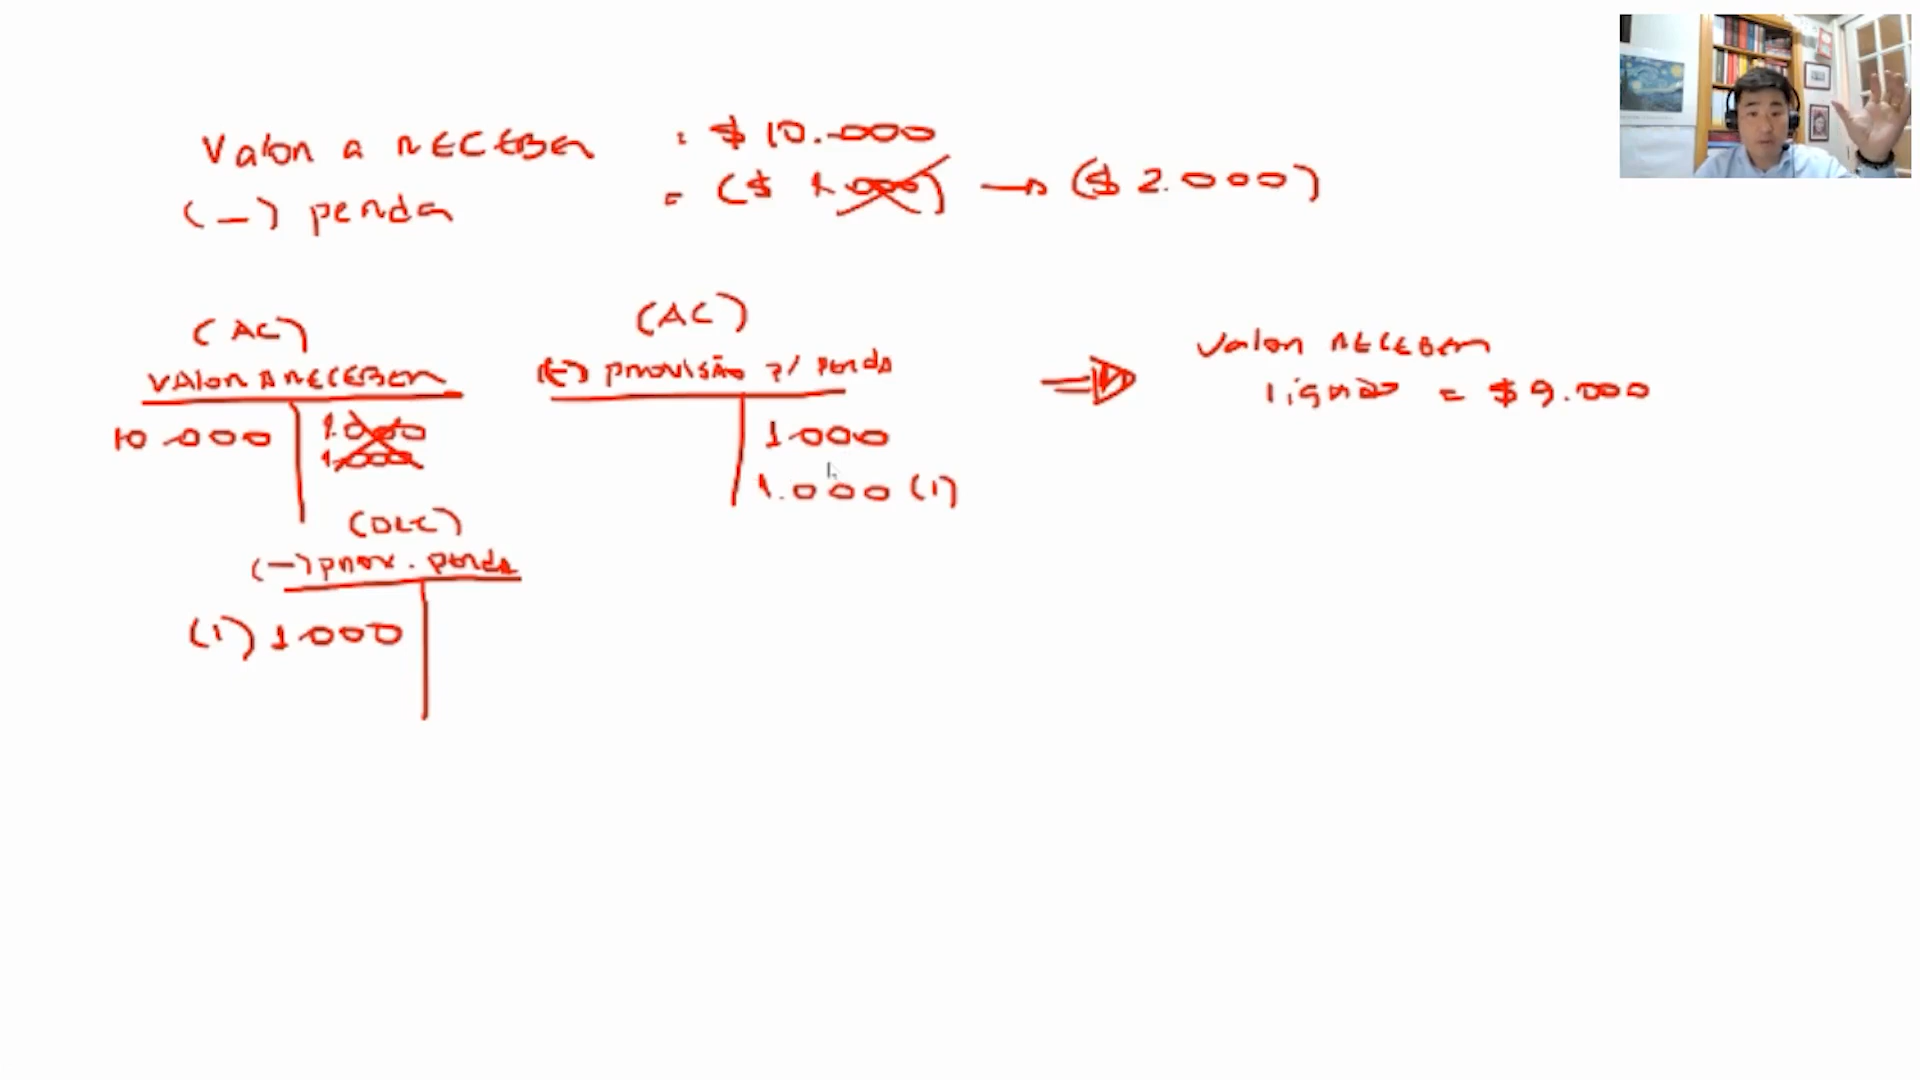 Valor a RECEBER = $ 10.000
(-) perda = ($ 1.000) → ($ 2.000)
(AC)
VALOR A RECEBER
10.000 1.000
1.000
(AC)
(-) provisão p/ perda
1.000
1.000 (1)
⇒ Valor RECEBER
liquido = $ 9.000
(DRE)
(-) prov. perda
(1) 1.000